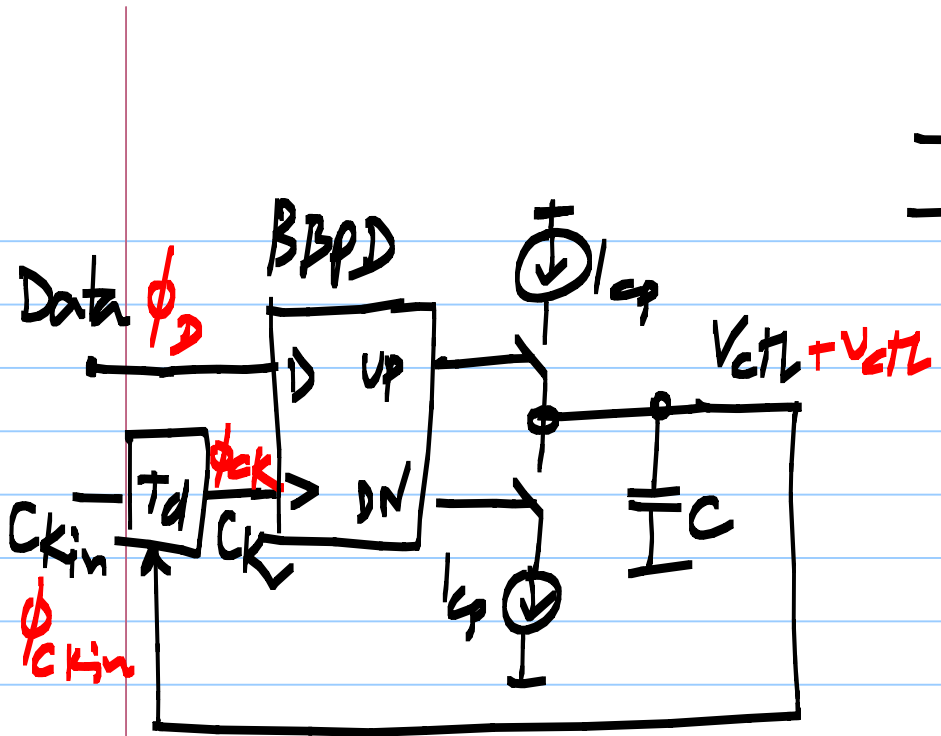 BBPD
Data ϕD
Icp
VCTL + vCTL
D UP
ϕCK
Td
DN
CKin
CK
C
Icp
ϕCKin